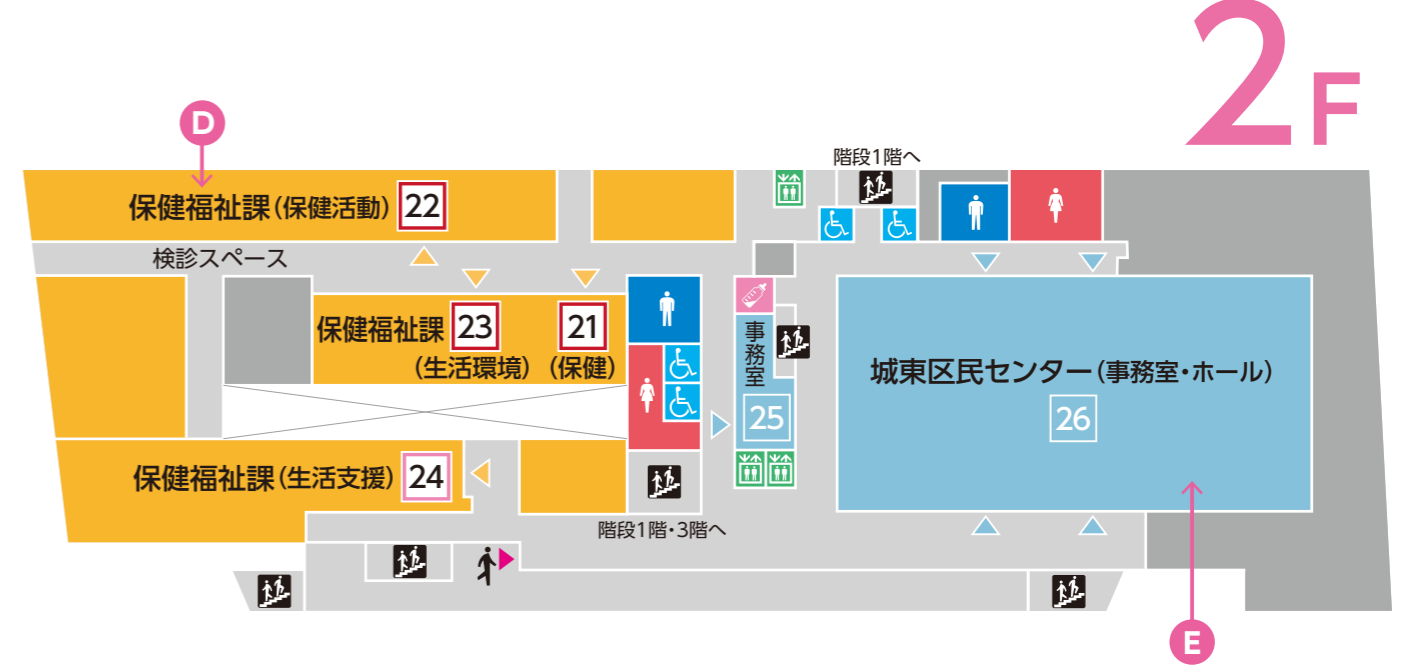 2F
D
階段1階へ
保健福祉課(保健活動) 22
検診スペース
保健福祉課 23 21
(生活環境) (保健)
事務室
25
城東区民センター(事務室・ホール)
26
保健福祉課(生活支援) 24
階段1階・3階へ
E